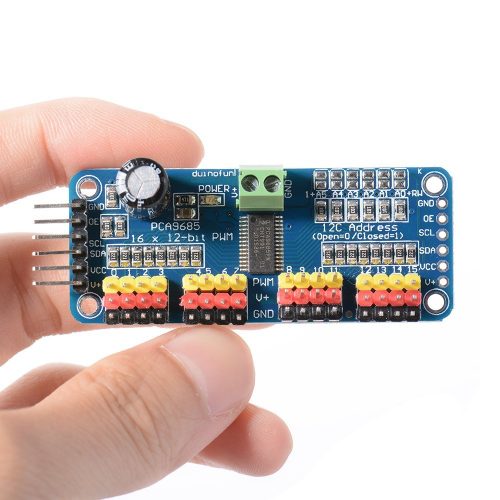 duinofun!
K
POWER +
V+
GND
1+A5 A4 A3 A2 A1 A0+RW
GND
OE
SCL
SDA
VCC
V+
PCA9685
16 x 12-bit PWM
I2C Address
(Open=0/Closed=1)
GND
OE
SCL
SDA
VCC
V+
0 1 2 3
4 5 6 7
8 9 10 11
12 13 14 15
PWM
V+
GND